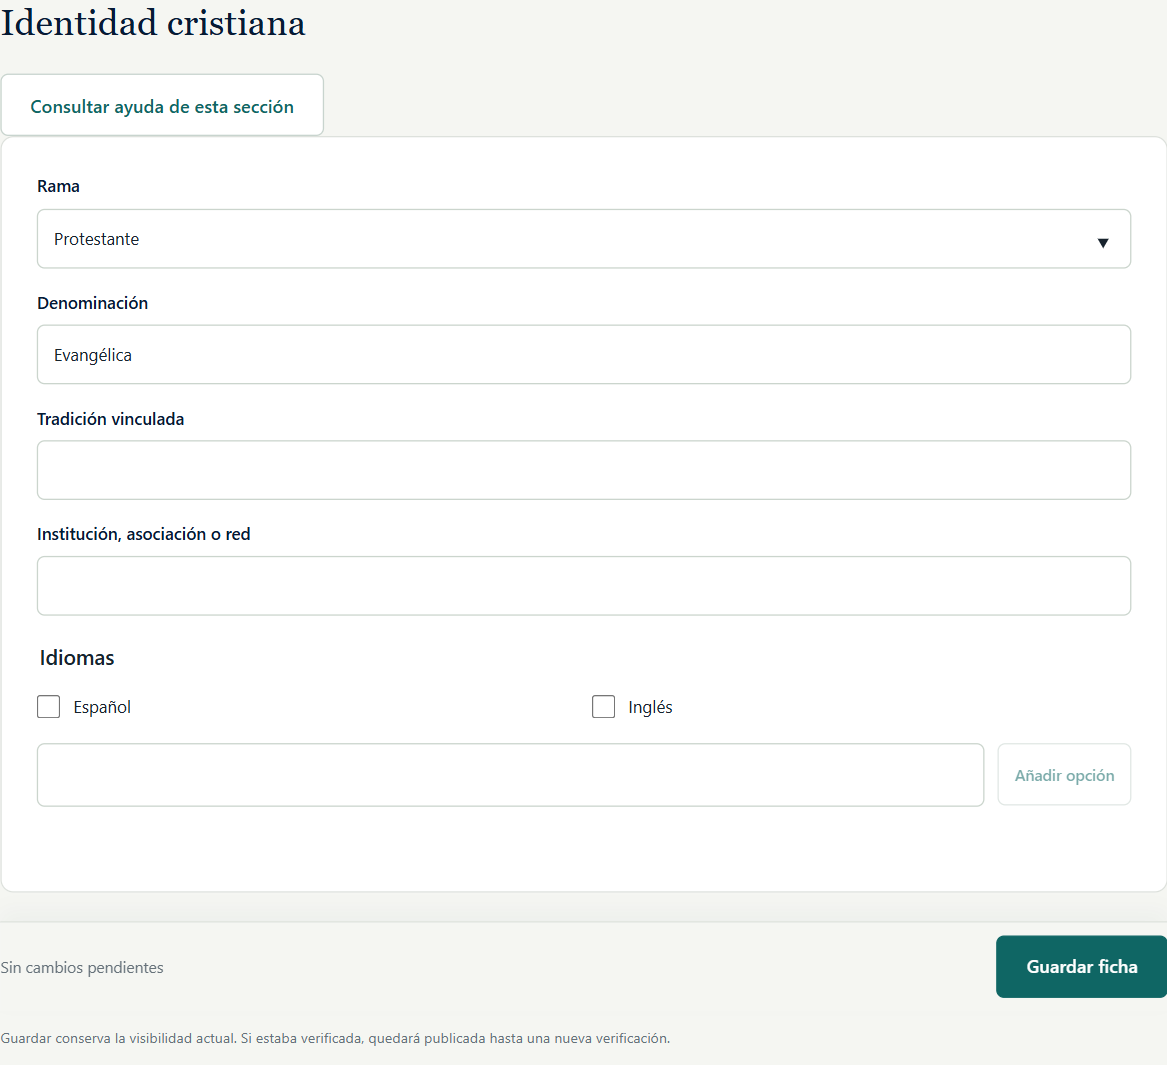 Identidad cristiana
Consultar ayuda de esta sección
Rama
Protestante
Denominación
Evangélica
Tradición vinculada
Institución, asociación o red
Idiomas
Español
Inglés
Añadir opción
Sin cambios pendientes
Guardar ficha
Guardar conserva la visibilidad actual. Si estaba verificada, quedará publicada hasta una nueva verificación.